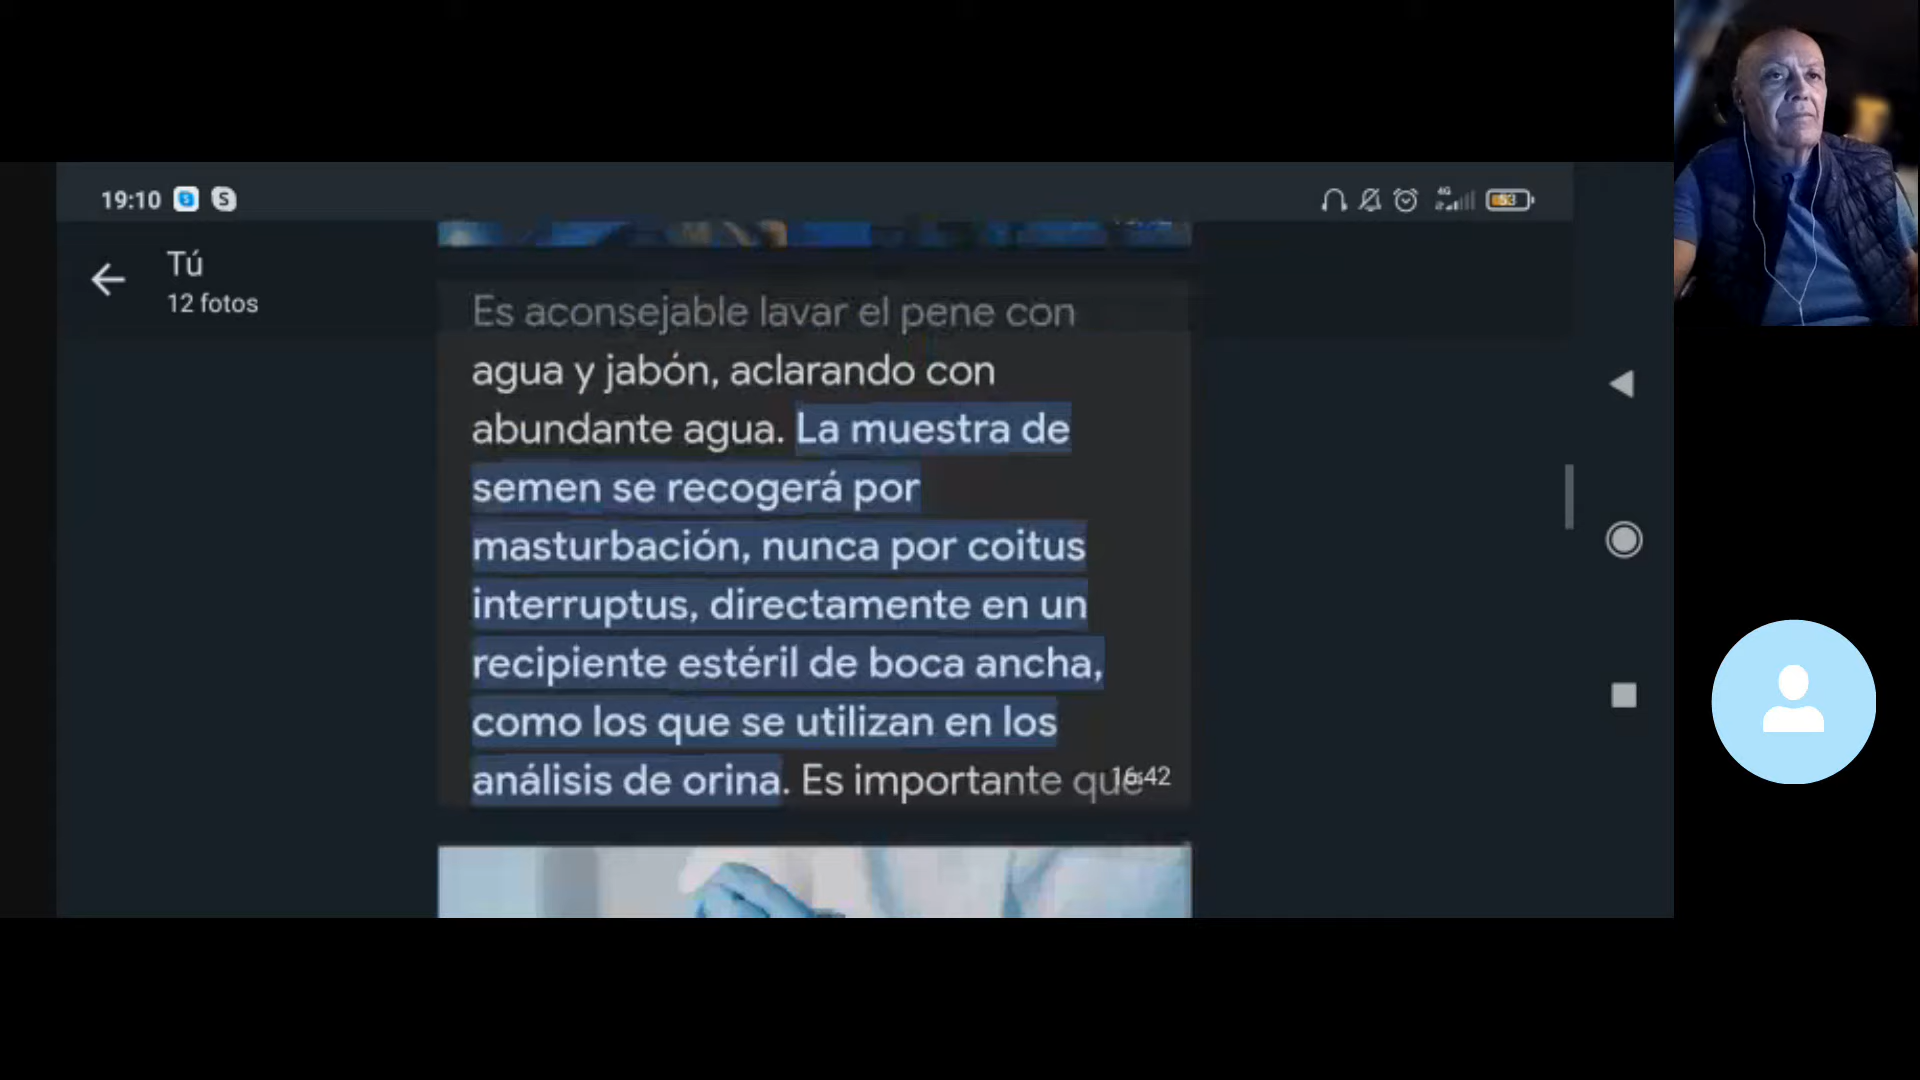 19:10
4G
53
Tú
12 fotos
Es aconsejable lavar el pene con
agua y jabón, aclarando con
abundante agua. La muestra de
semen se recogerá por
masturbación, nunca por coitus
interruptus, directamente en un
recipiente estéril de boca ancha,
como los que se utilizan en los
análisis de orina. Es importante que
16:42